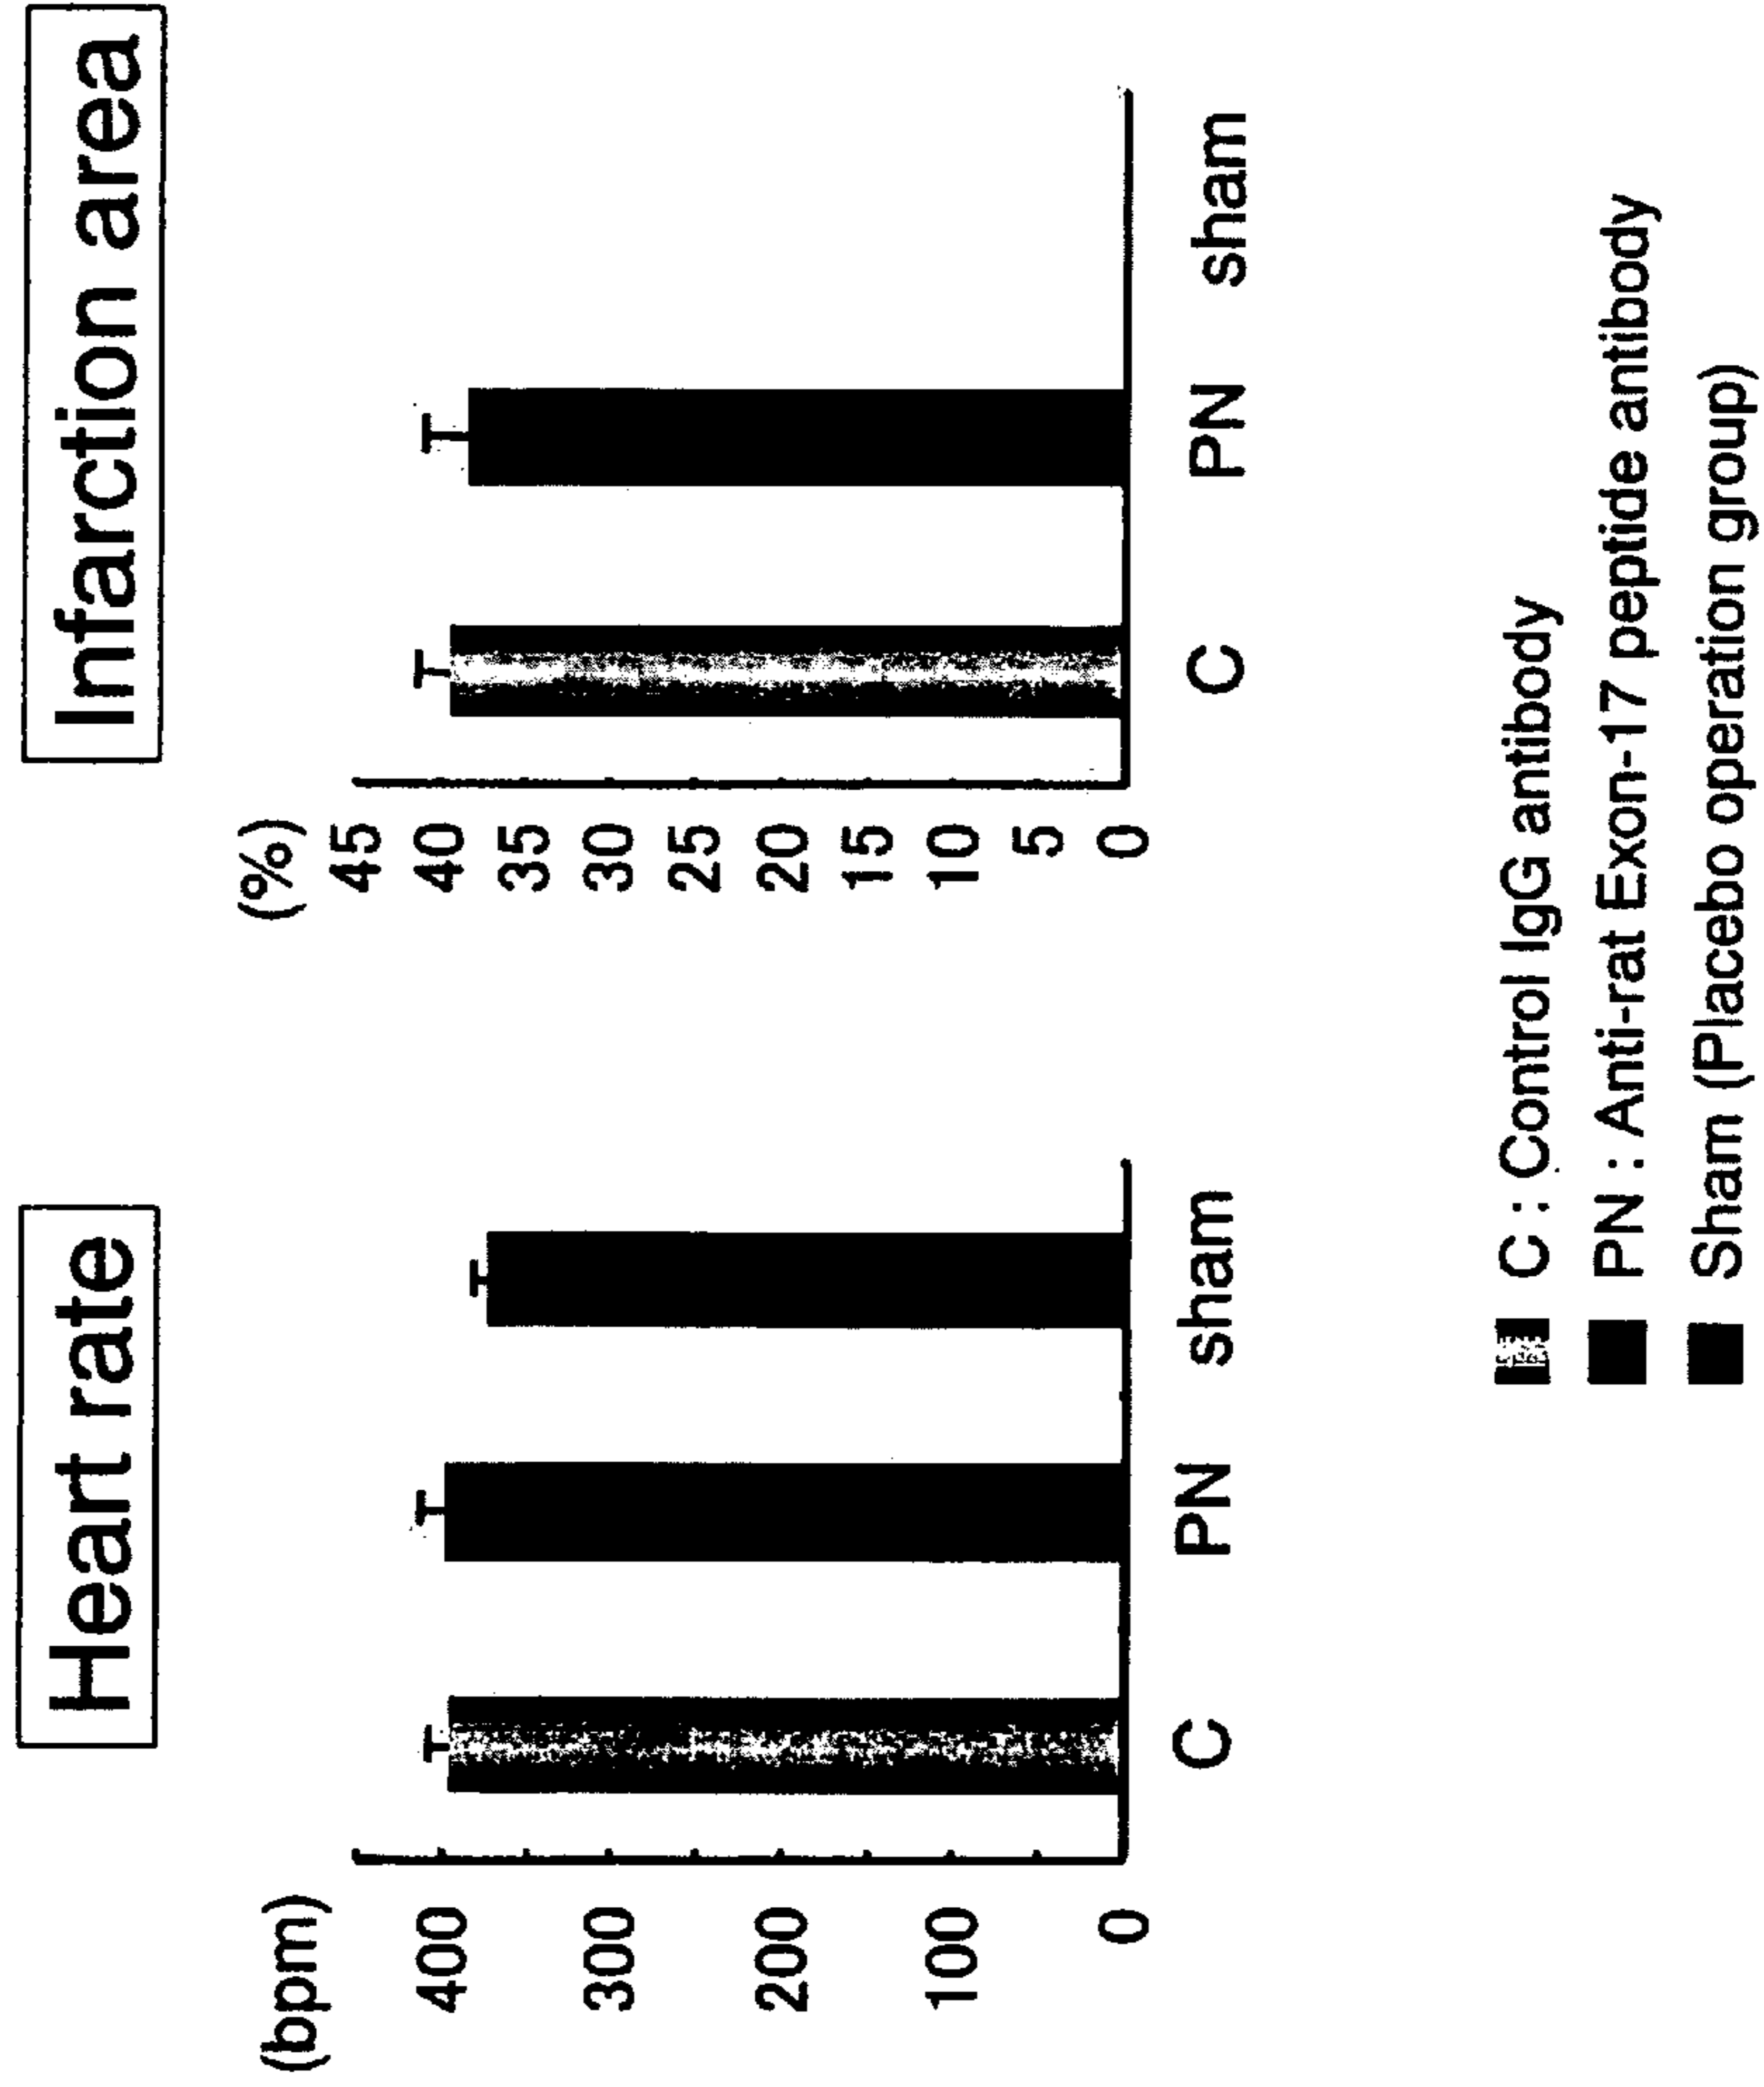 Heart rate
(bpm)
400
300
200
100
0
C PN sham
Infarction area
(%)
45
40
35
30
25
20
15
10
5
0
C PN sham
C : Control IgG antibody
PN : Anti-rat Exon-17 peptide antibody
Sham (Placebo operation group)